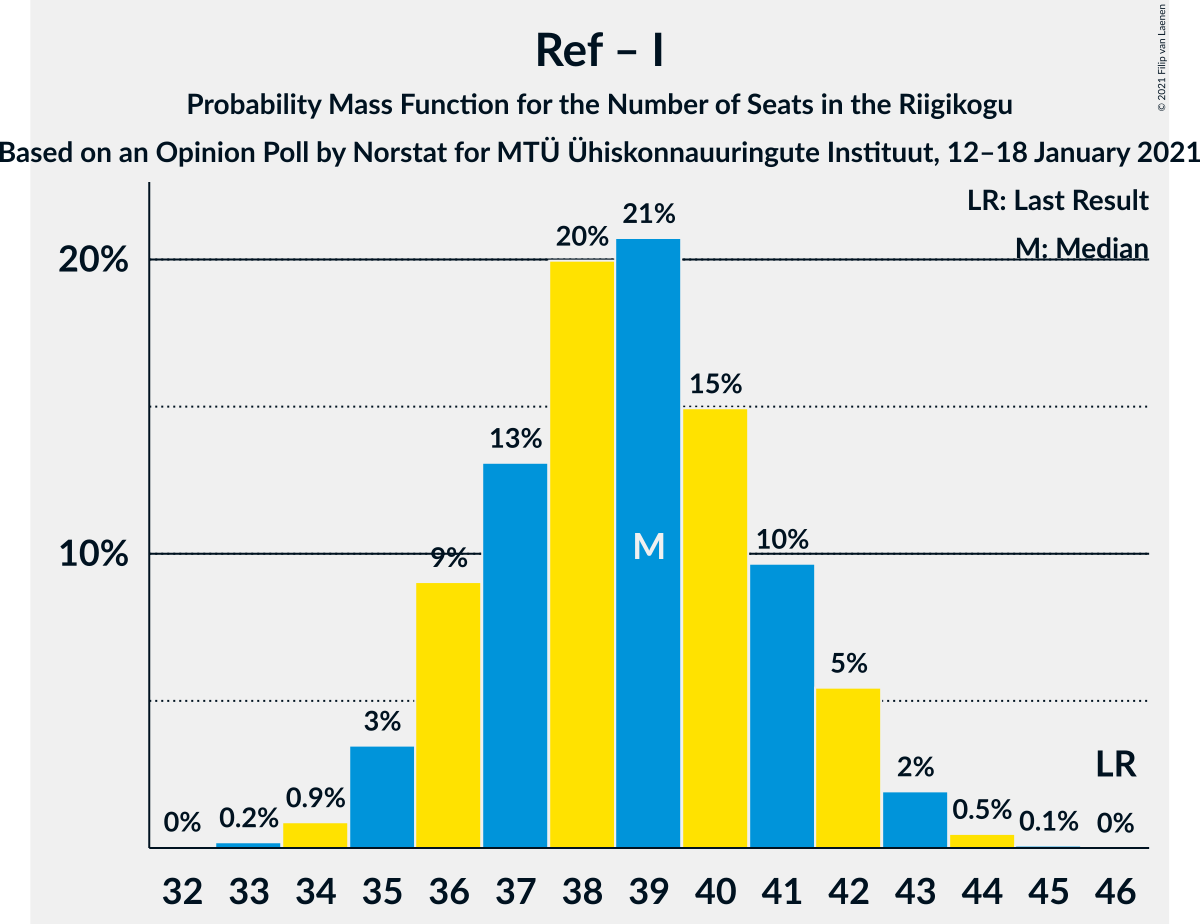 Ref – I
Probability Mass Function for the Number of Seats in the Riigikogu
Based on an Opinion Poll by Norstat for MTÜ Ühiskonnauuringute Instituut, 12–18 January 2021
© 2021 Filip van Laenen
LR: Last Result
M: Median
20%
10%
0%
0.2%
0.9%
3%
9%
13%
20%
21%
15%
10%
5%
2%
0.5%
0.1%
0%
M
LR
32 33 34 35 36 37 38 39 40 41 42 43 44 45 46